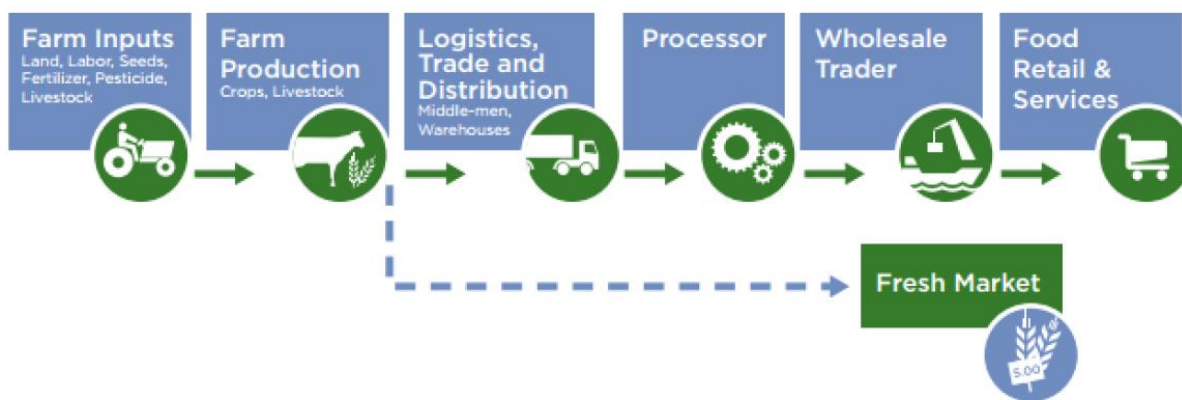 Farm Inputs
Land, Labor, Seeds,
Fertilizer, Pesticide,
Livestock
Farm
Production
Crops, Livestock
Logistics,
Trade and
Distribution
Middle-men,
Warehouses
Processor
Wholesale
Trader
Food
Retail &
Services
Fresh Market
5.00